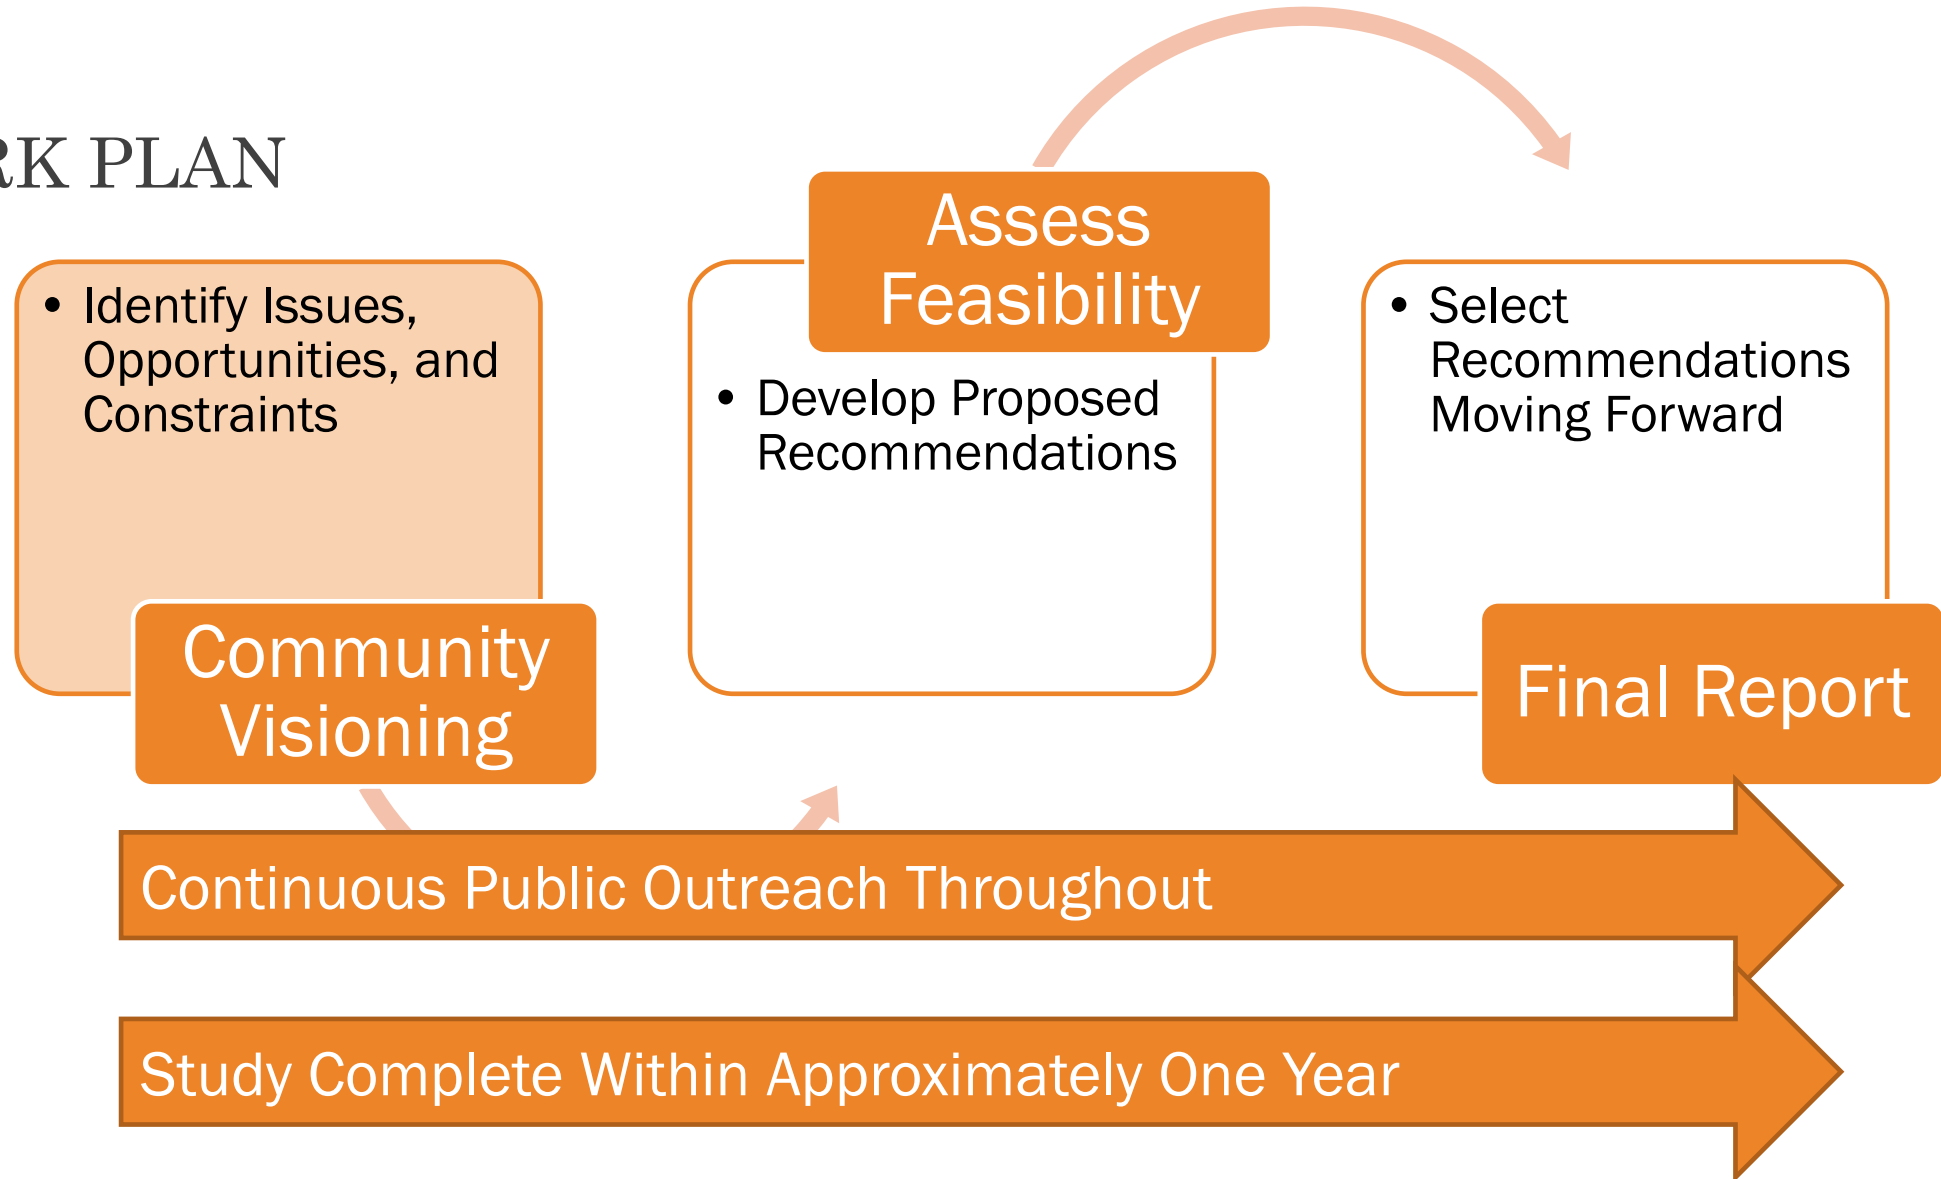 RK PLAN
• Identify Issues,
Opportunities, and
Constraints
Community
Visioning
Assess
Feasibility
• Develop Proposed
Recommendations
• Select
Recommendations
Moving Forward
Final Report
Continuous Public Outreach Throughout
Study Complete Within Approximately One Year